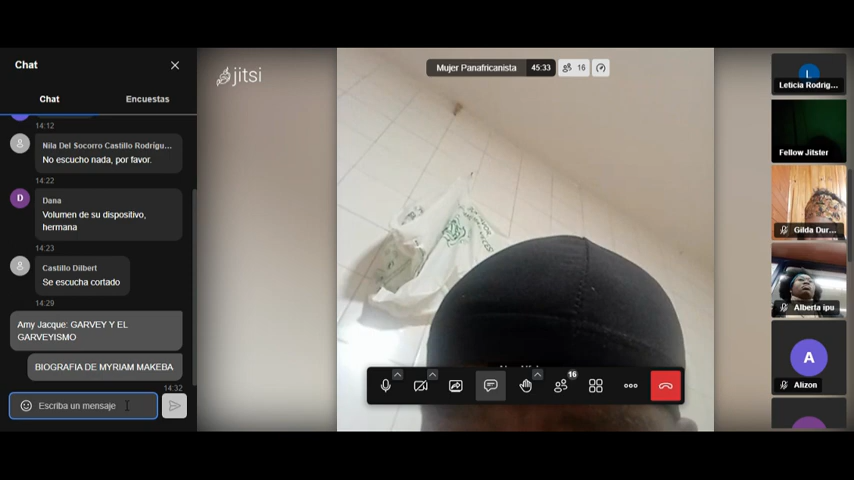 Chat
Chat
Encuestas
14:12
Nila Del Socorro Castillo Rodrígu...
No escucho nada, por favor.
14:22
D
Dana
Volumen de su dispositivo,
hermana
14:23
Castillo Dilbert
Se escucha cortado
14:29
Amy Jacque: GARVEY Y EL
GARVEYISMO
BIOGRAFIA DE MYRIAM MAKEBA
14:32
Escriba un mensaje
jitsi
Mujer Panafricanista
45:33
16
16
L
Leticia Rodrig...
Fellow Jitster
Gilda Dur...
Alberta ipu
A
Alizon